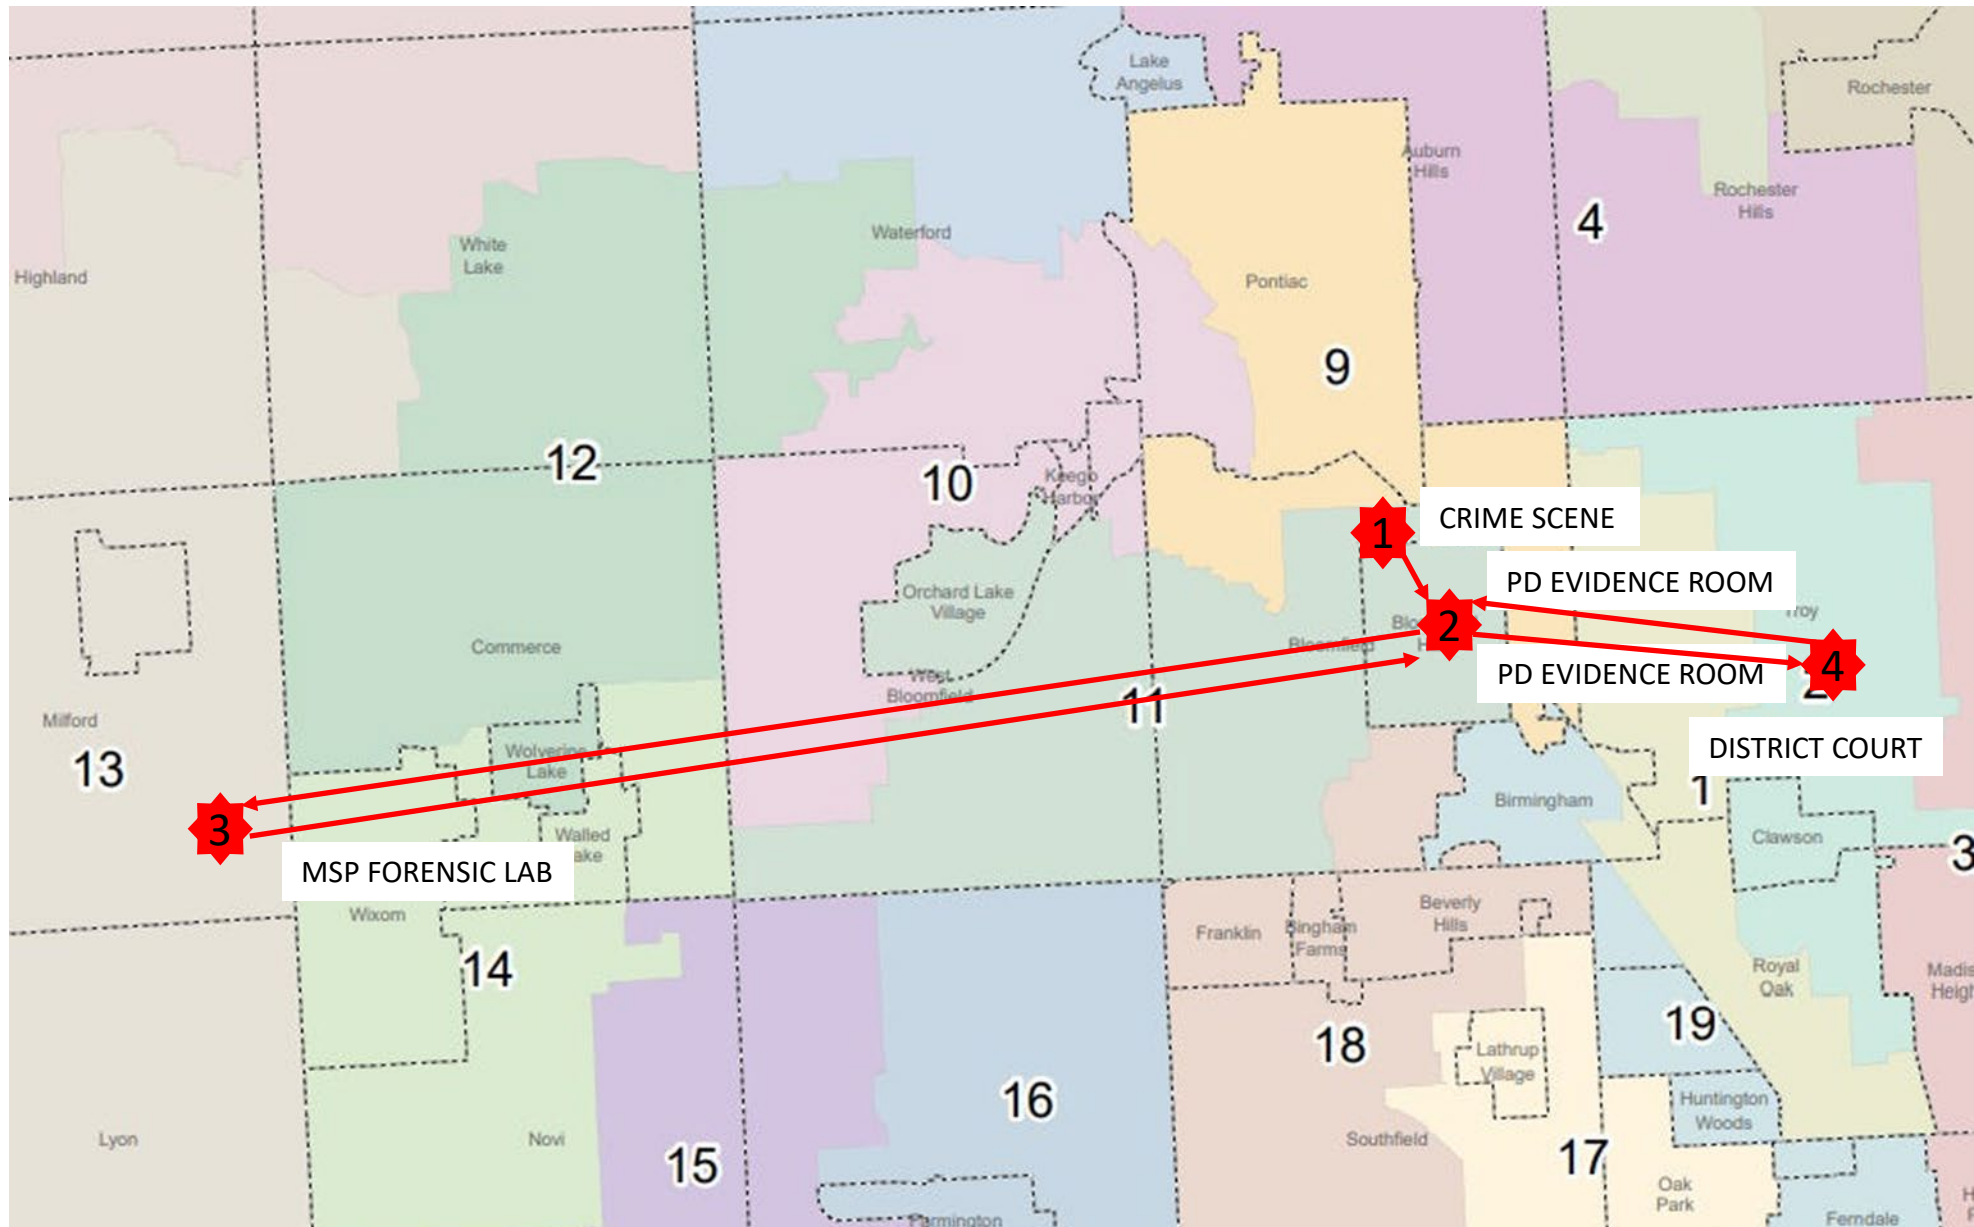 Lake
Angelus
Rochester
Auburn
Hills
Rochester
Hills
4
White
Lake
Waterford
Highland
Pontiac
9
12
10
Keego
Harbor
1
CRIME SCENE
PD EVIDENCE ROOM
Orchard Lake
Village
2
Troy
Commerce
Bloomfield
4
PD EVIDENCE ROOM
West
Bloomfield
11
2
Milford
13
Wolverine
Lake
DISTRICT COURT
1
Birmingham
3
Walled
Lake
Clawson
3
MSP FORENSIC LAB
Wixom
Franklin
Bingham
Farms
Beverly
Hills
14
Royal
Oak
Madis
Heigh
18
19
Lathrup
Village
16
Huntington
Woods
Lyon
Novi
Southfield
15
17
Oak
Park
Farmington
Ferndale